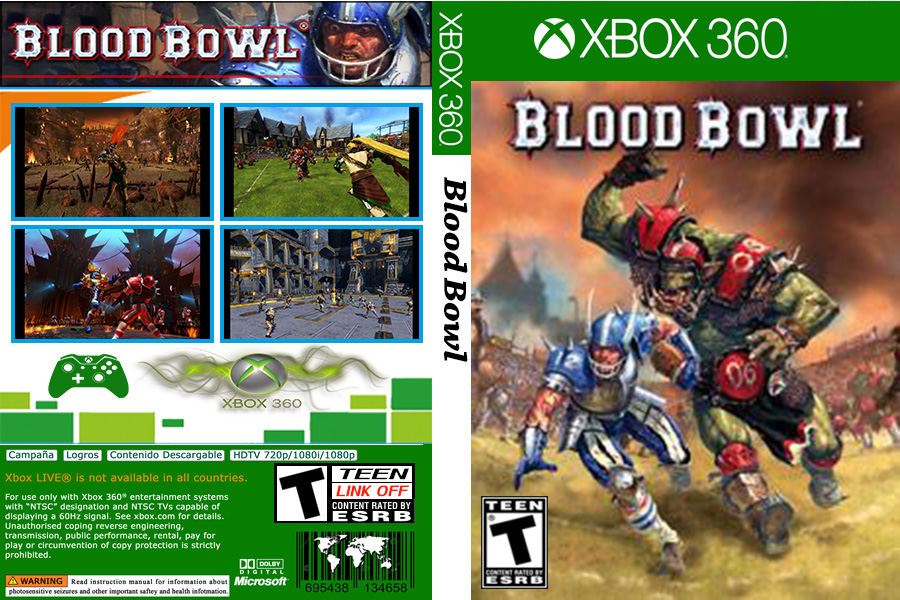 BLOOD BOWL®
Campaña Logros Contenido Descargable HDTV 720p/1080i/1080p
XBOX 360
Xbox LIVE® is not available in all countries.
For use only with Xbox 360® entertainment systems
with “NTSC” designation and NTSC TVs capable of
displaying a 60Hz signal. See xbox.com for details.
Unauthorised coping reverse engineering,
transmission, public performance, rental, pay for
play or circumvention of copy protection is strictly
prohibited.
WARNING Read instruction manual for information about
photosensitive seizures and other important saftey and health infotmation.
T
TEEN
LINK OFF
CONTENT RATED BY
ESRB
DOLBY
DIGITAL
Microsoft®
695438 134658
XBOX 360
Blood Bowl
XBOX 360
BLOOD BOWL
06
06
TEEN
T
CONTENT RATED BY
ESRB